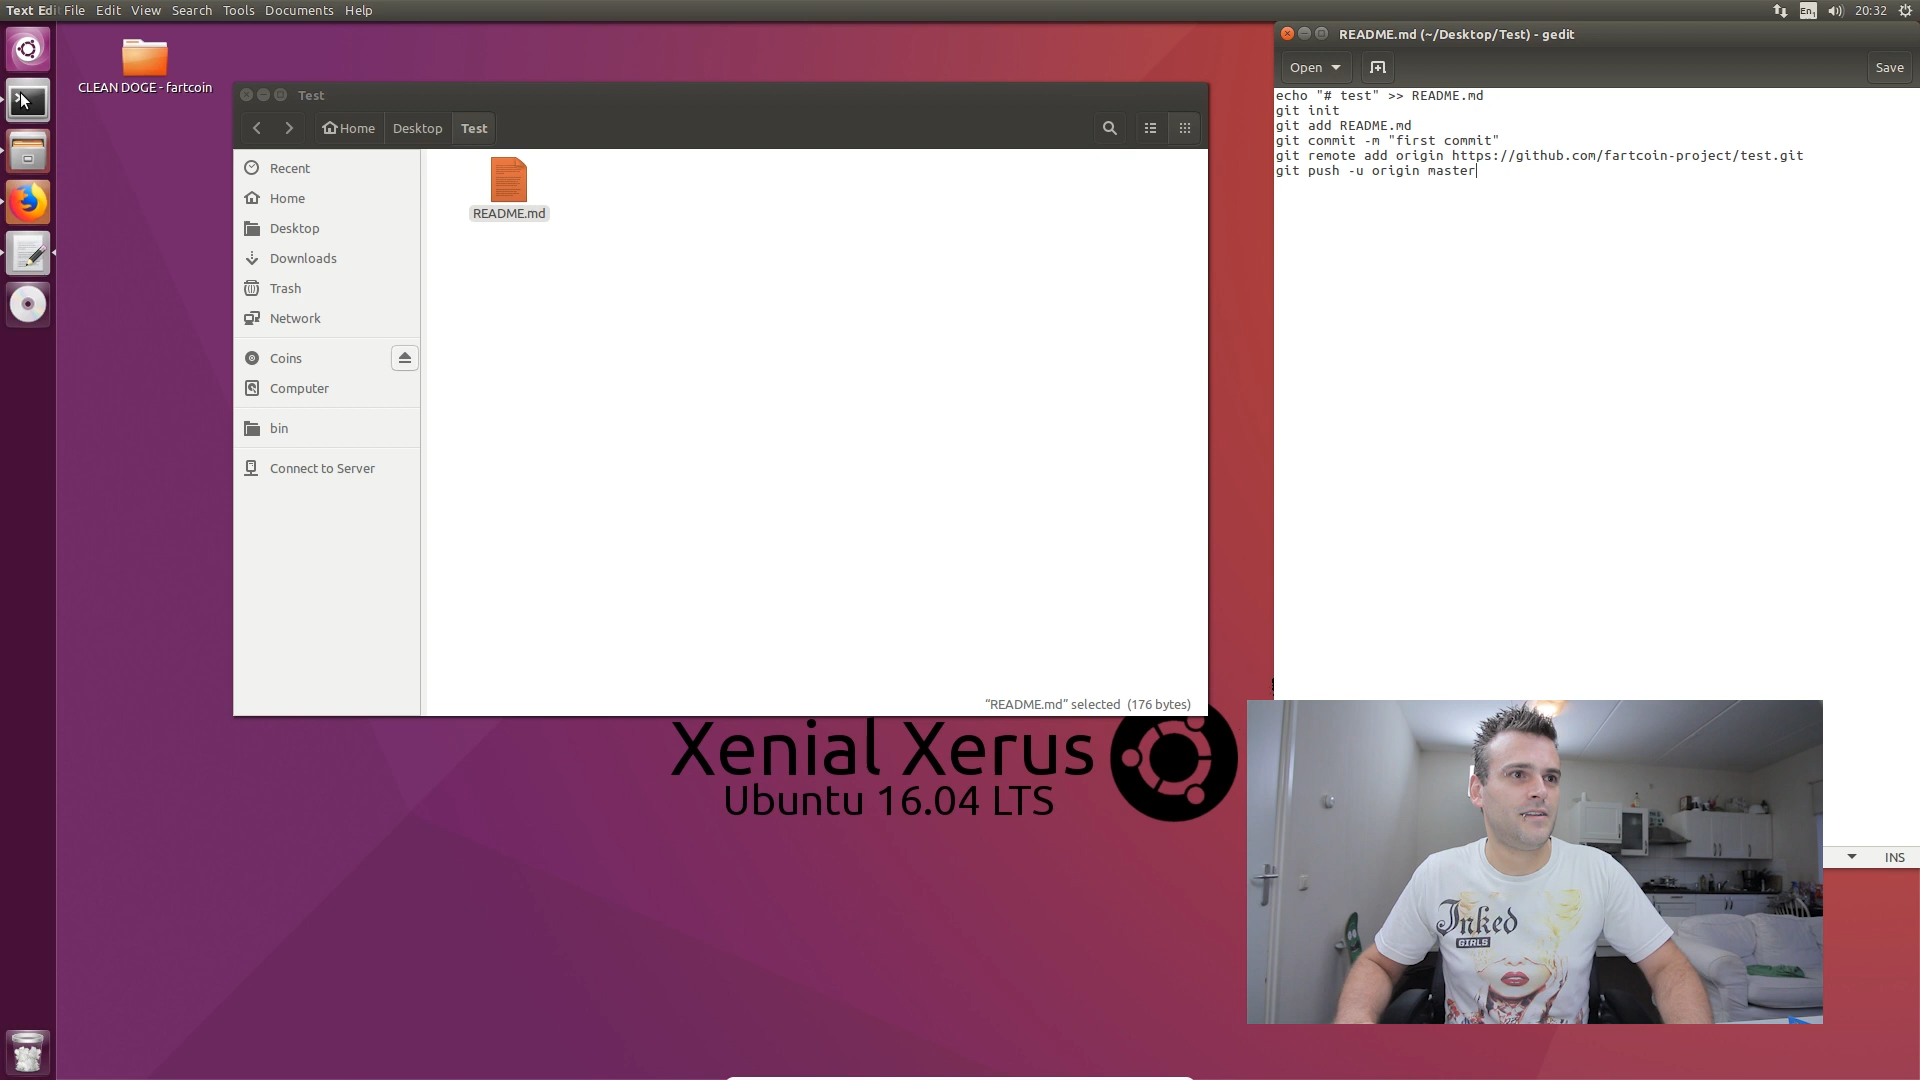 Text Edi File Edit View Search Tools Documents Help
En1
20:32
CLEAN DOGE - fartcoin
Test
Home
Desktop
Test
Recent
Home
Desktop
Downloads
Trash
Network
Coins
Computer
bin
Connect to Server
README.md
"README.md" selected (176 bytes)
README.md (~/Desktop/Test) - gedit
Open
Save
echo "# test" >> README.md
git init
git add README.md
git commit -m "first commit"
git remote add origin https://github.com/fartcoin-project/test.git
git push -u origin master
INS
Xenial Xerus
Ubuntu 16.04 LTS
Inked
GIRLS